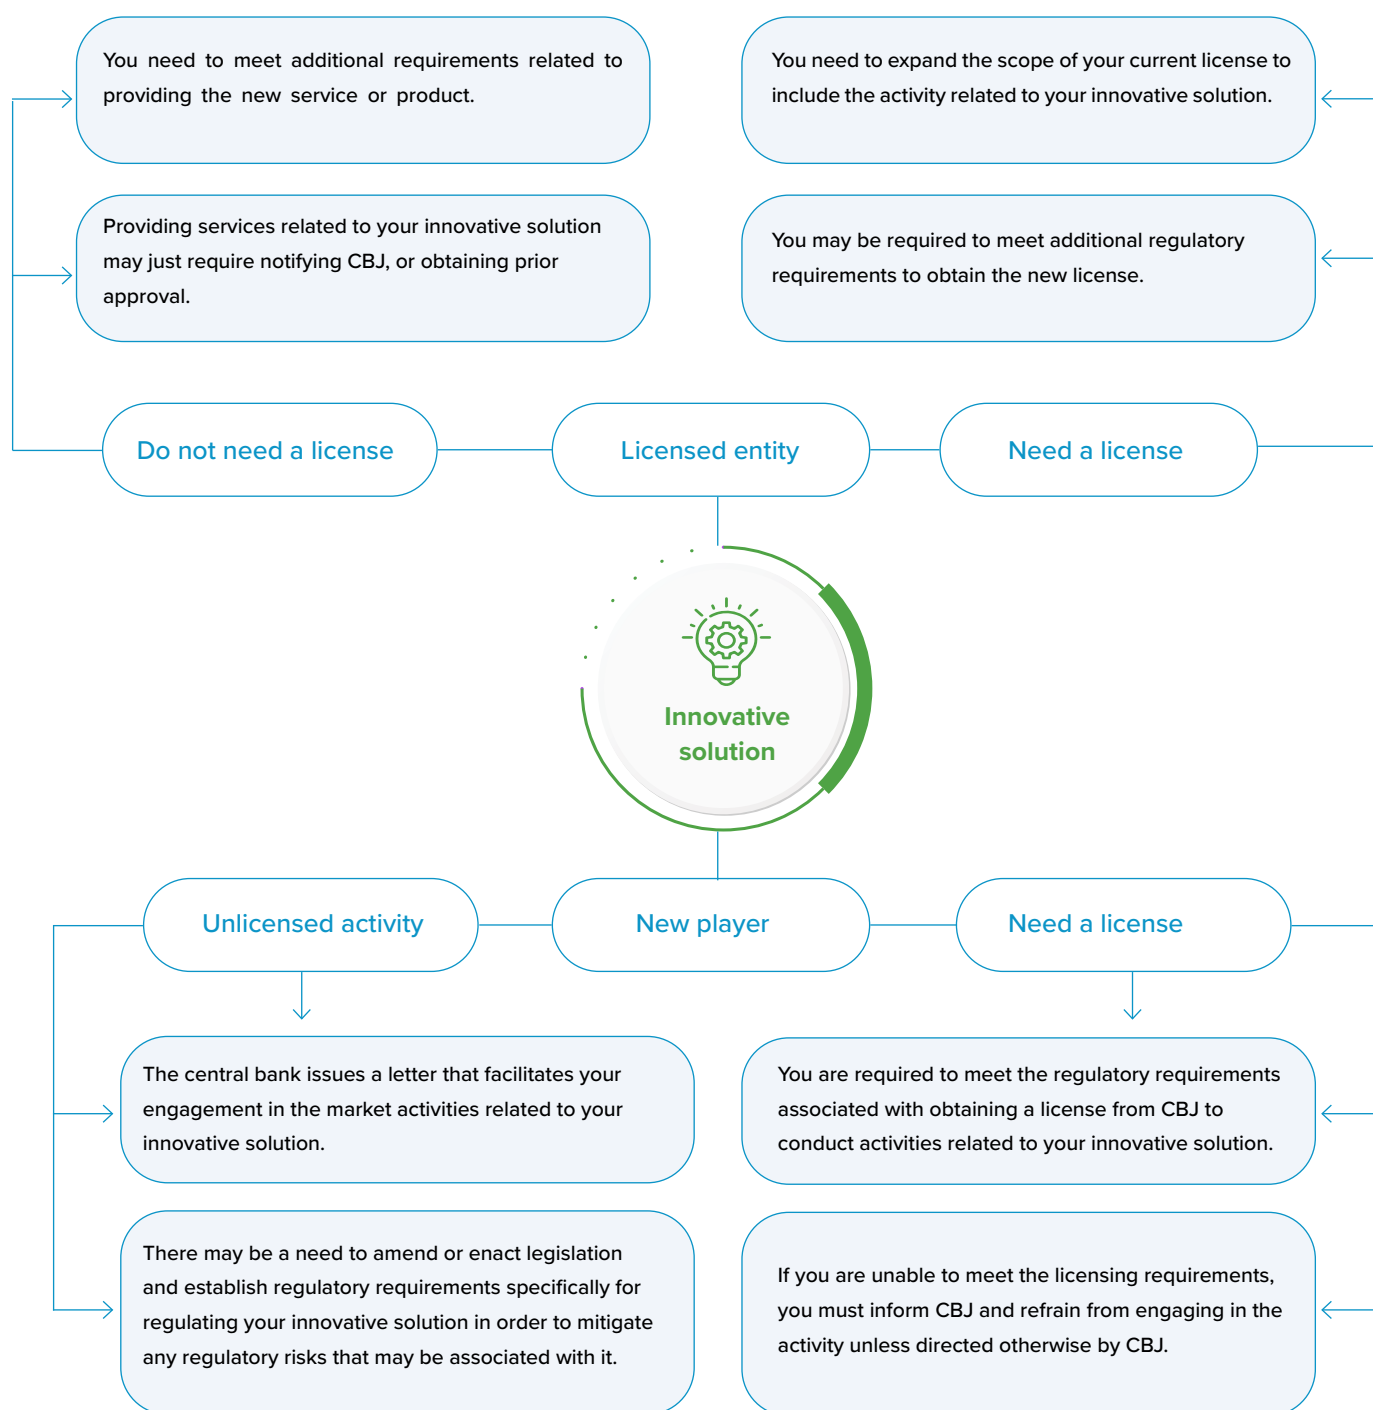 You need to meet additional requirements related to
providing the new service or product.
You need to expand the scope of your current license to
include the activity related to your innovative solution.
Providing services related to your innovative solution
may just require notifying CBJ, or obtaining prior
approval.
You may be required to meet additional regulatory
requirements to obtain the new license.
Do not need a license
Licensed entity
Need a license
Innovative
solution
Unlicensed activity
New player
Need a license
The central bank issues a letter that facilitates your
engagement in the market activities related to your
innovative solution.
You are required to meet the regulatory requirements
associated with obtaining a license from CBJ to
conduct activities related to your innovative solution.
There may be a need to amend or enact legislation
and establish regulatory requirements specifically for
regulating your innovative solution in order to mitigate
any regulatory risks that may be associated with it.
If you are unable to meet the licensing requirements,
you must inform CBJ and refrain from engaging in the
activity unless directed otherwise by CBJ.